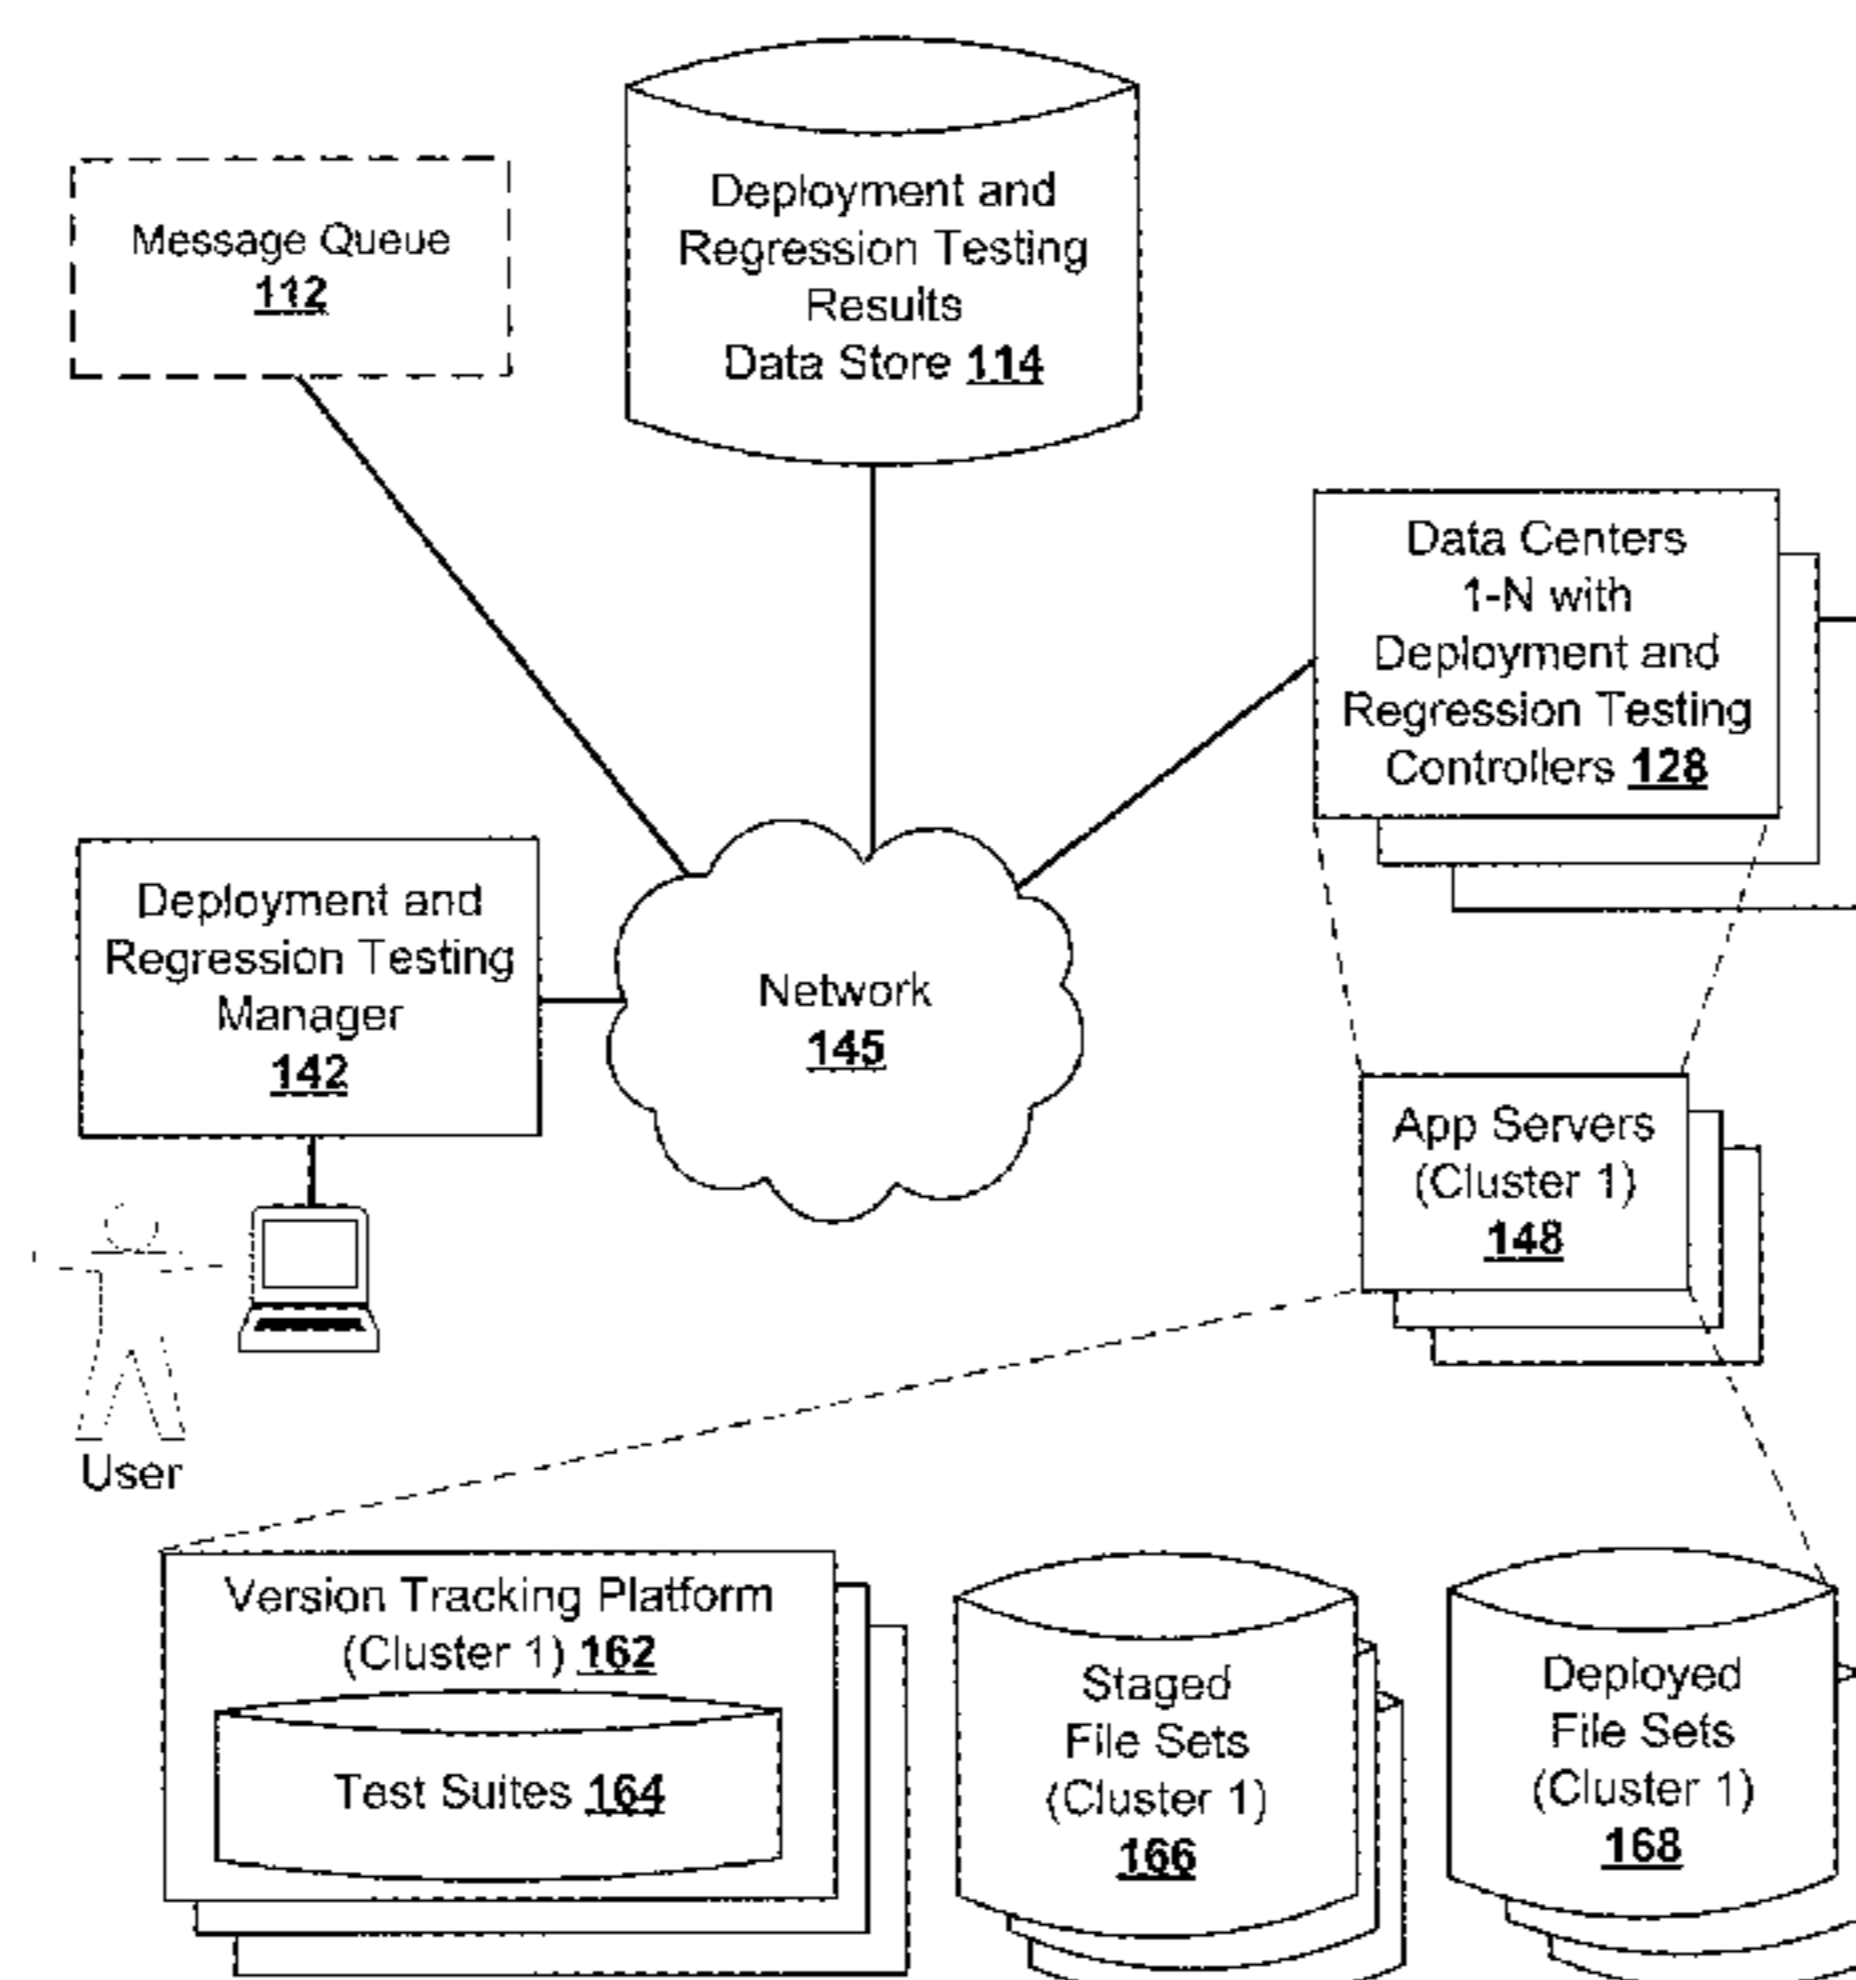 Deployment and
Regression Testing
Results
Data Store 114
Message Queue
112
Data Centers
1-N with
Deployment and
Regression Testing
Controllers 128
Deployment and
Regression Testing
Manager
142
Network
145
App Servers
(Cluster 1)
148
User
Version Tracking Platform
(Cluster 1) 162
Test Suites 164
Staged
File Sets
(Cluster 1)
166
Deployed
File Sets
(Cluster 1)
168